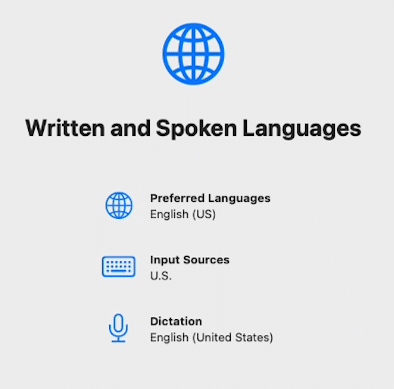 Written and Spoken Languages
Preferred Languages
English (US)
Input Sources
U.S.
Dictation
English (United States)